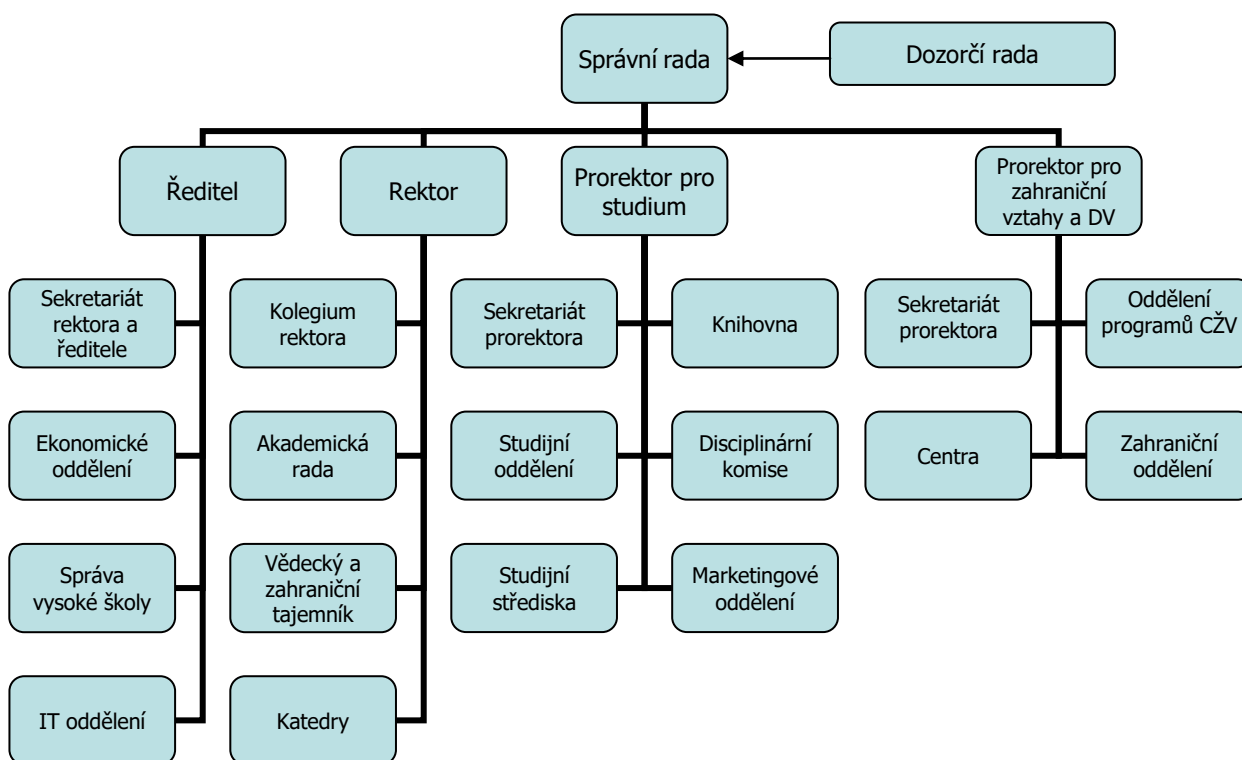 Správní rada
Dozorčí rada
Ředitel
Rektor
Prorektor pro
studium
Prorektor pro
zahraniční
vztahy a DV
Sekretariát
rektora a
ředitele
Kolegium
rektora
Sekretariát
prorektora
Knihovna
Sekretariát
prorektora
Oddělení
programů CŽV
Ekonomické
oddělení
Akademická
rada
Studijní
oddělení
Disciplinární
komise
Centra
Zahraniční
oddělení
Správa
vysoké školy
Vědecký a
zahraniční
tajemník
Studijní
střediska
Marketingové
oddělení
IT oddělení
Katedry